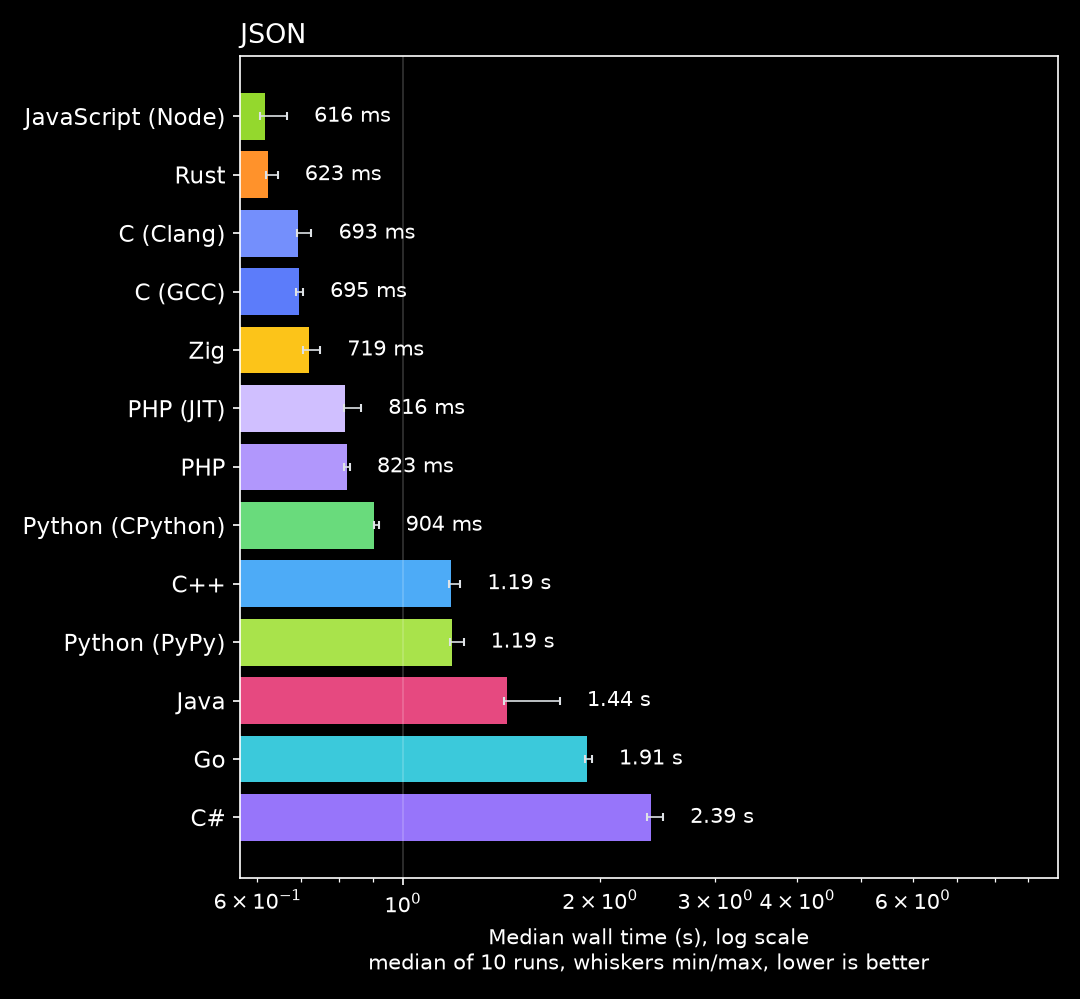 JSON
JavaScript (Node) 616 ms
Rust 623 ms
C (Clang) 693 ms
C (GCC) 695 ms
Zig 719 ms
PHP (JIT) 816 ms
PHP 823 ms
Python (CPython) 904 ms
C++ 1.19 s
Python (PyPy) 1.19 s
Java 1.44 s
Go 1.91 s
C# 2.39 s
6 × 10⁻¹ 10⁰ 2 × 10⁰ 3 × 10⁰ 4 × 10⁰ 6 × 10⁰
Median wall time (s), log scale
median of 10 runs, whiskers min/max, lower is better